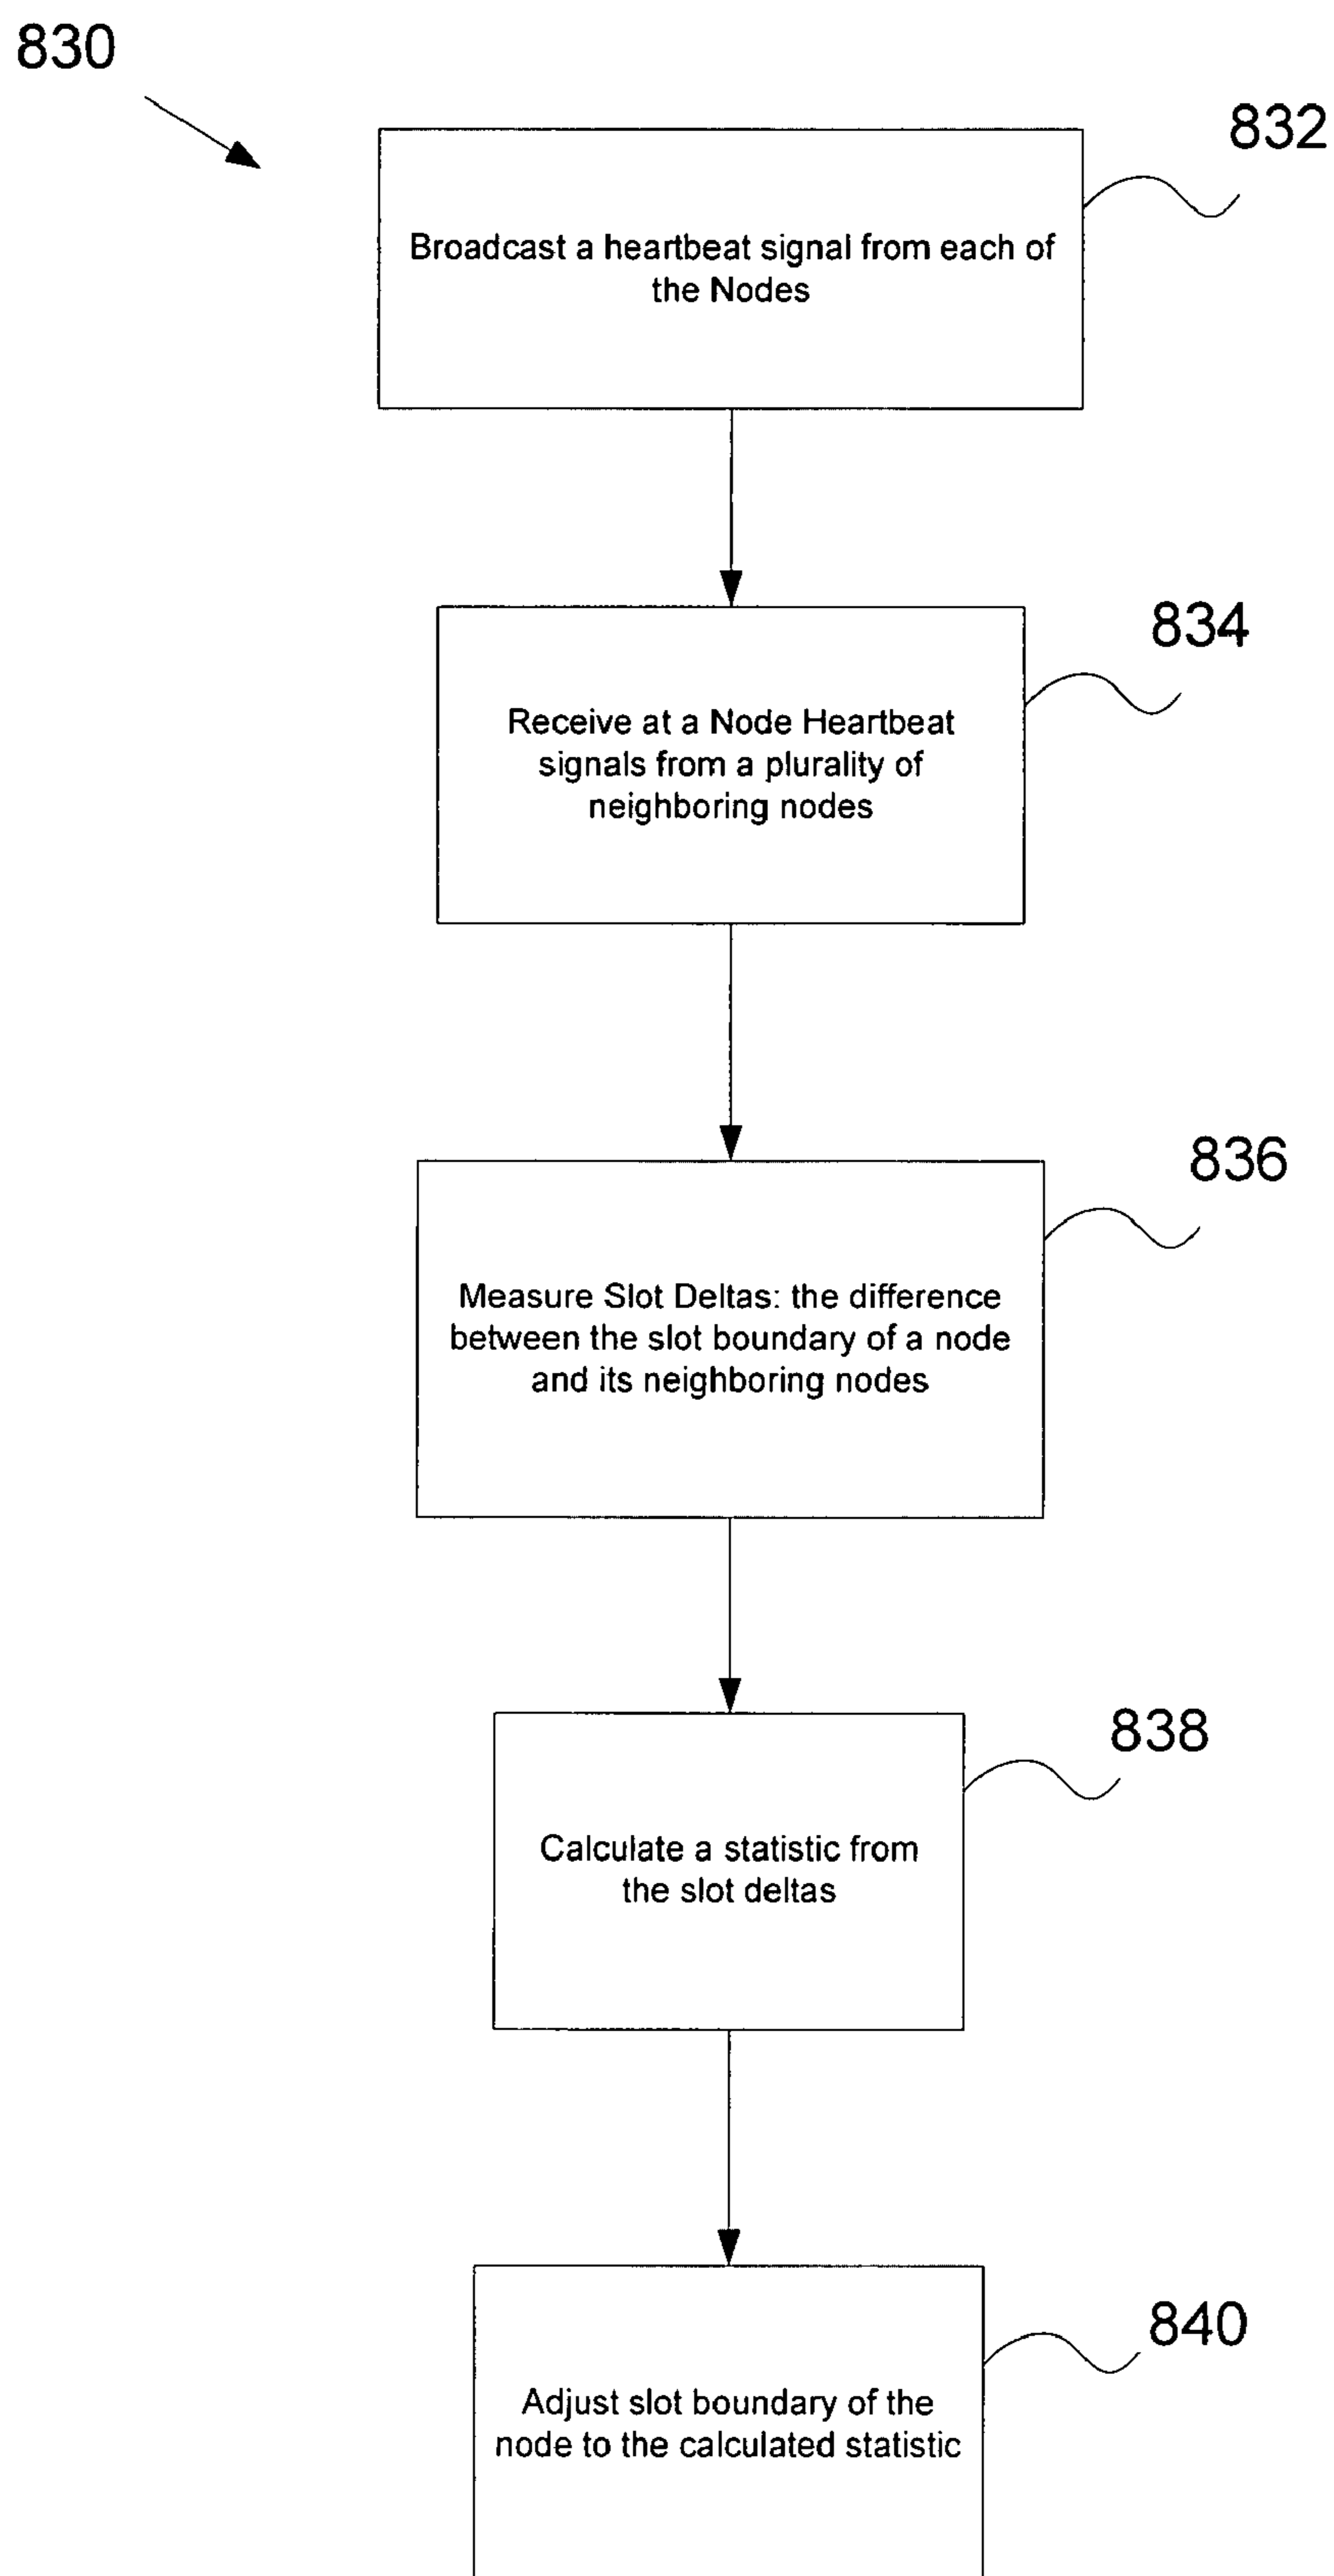 830
832
Broadcast a heartbeat signal from each of
the Nodes
834
Receive at a Node Heartbeat
signals from a plurality of
neighboring nodes
836
Measure Slot Deltas: the difference
between the slot boundary of a node
and its neighboring nodes
838
Calculate a statistic from
the slot deltas
840
Adjust slot boundary of the
node to the calculated statistic